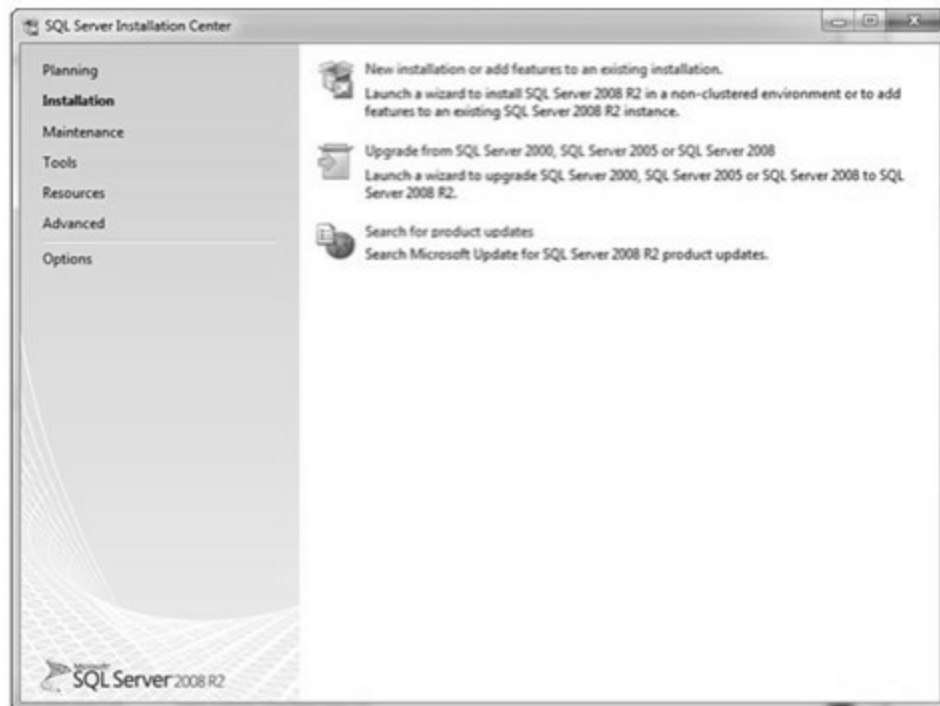 SQL Server Installation Center
Planning
Installation
Maintenance
Tools
Resources
Advanced
Options
New installation or add features to an existing installation.
Launch a wizard to install SQL Server 2008 R2 in a non-clustered environment or to add
features to an existing SQL Server 2008 R2 instance.
Upgrade from SQL Server 2000, SQL Server 2005 or SQL Server 2008
Launch a wizard to upgrade SQL Server 2000, SQL Server 2005 or SQL Server 2008 to SQL
Server 2008 R2.
Search for product updates
Search Microsoft Update for SQL Server 2008 R2 product updates.
Microsoft
SQL Server 2008 R2